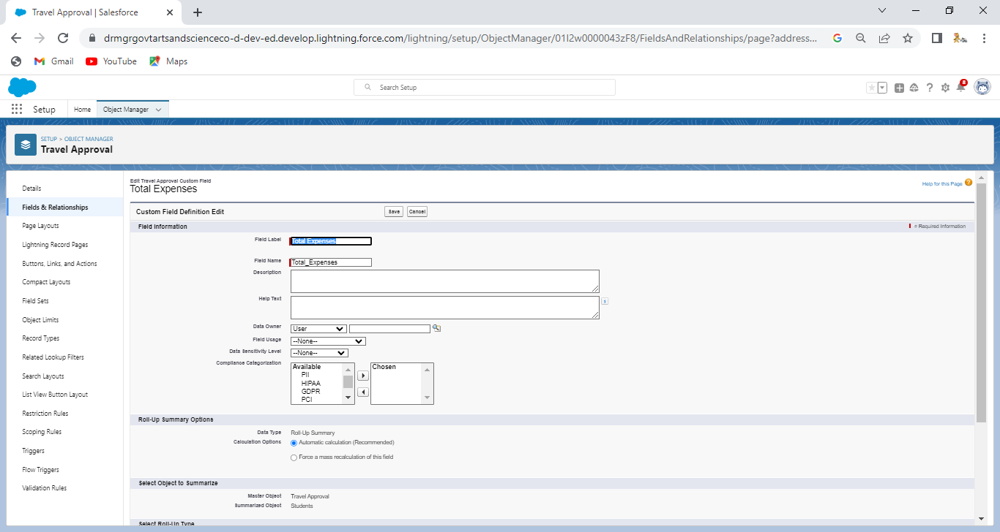 Travel Approval | Salesforce
drmgrgovtartsandscienceco-d-dev-ed.develop.lightning.force.com/lightning/setup/ObjectManager/01I2w0000043zF8/FieldsAndRelationships/page?address...
Gmail YouTube Maps
Search Setup
8
Setup Home Object Manager
SETUP > OBJECT MANAGER
Travel Approval
Details
Fields & Relationships
Page Layouts
Lightning Record Pages
Buttons, Links, and Actions
Compact Layouts
Field Sets
Object Limits
Record Types
Related Lookup Filters
Search Layouts
List View Button Layout
Restriction Rules
Scoping Rules
Triggers
Flow Triggers
Validation Rules
Edit Travel Approval Custom Field
Total Expenses
Help for this Page ?
Custom Field Definition Edit Save Cancel
Field Information
= Required Information
Field Label Total Expenses
Field Name Total_Expenses
Description
Help Text i
Data Owner User
Field Usage --None--
Data Sensitivity Level --None--
Compliance Categorization
Available Chosen
PII
HIPAA
GDPR
PCI
Roll-Up Summary Options
Data Type Roll-Up Summary
Calculation Options Automatic calculation (Recommended)
Force a mass recalculation of this field
Select Object to Summarize
Master Object Travel Approval
Summarized Object Students
Select Roll-Up Type